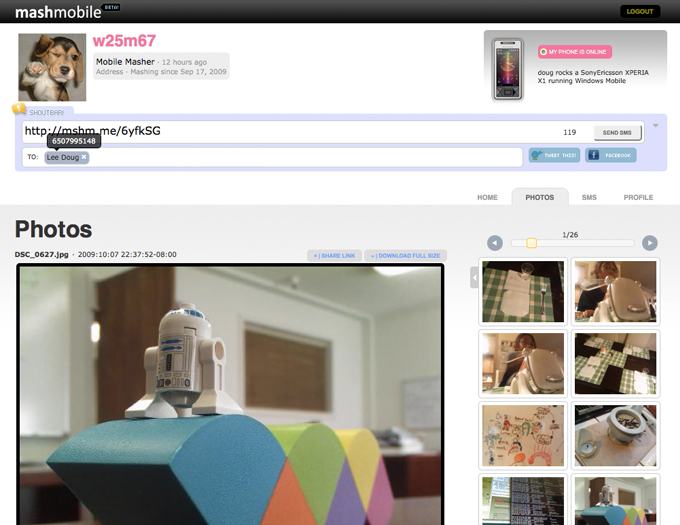 mashmobile BETA!
LOGOUT
w25m67
Mobile Masher · 12 hours ago
Address · Mashing since Sep 17, 2009
MY PHONE IS ONLINE
doug rocks a SonyEricsson XPERIA
X1 running Windows Mobile
SHOUTBAR!
http://mshm.me/6yfkSG
119
SEND SMS
6507995148
TO:
Lee Doug
TWEET THIS!
FACEBOOK
HOME
PHOTOS
SMS
PROFILE
Photos
1/26
DSC_0627.jpg · 2009:10:07 22:37:52-08:00
+ | SHARE LINK
DOWNLOAD FULL SIZE